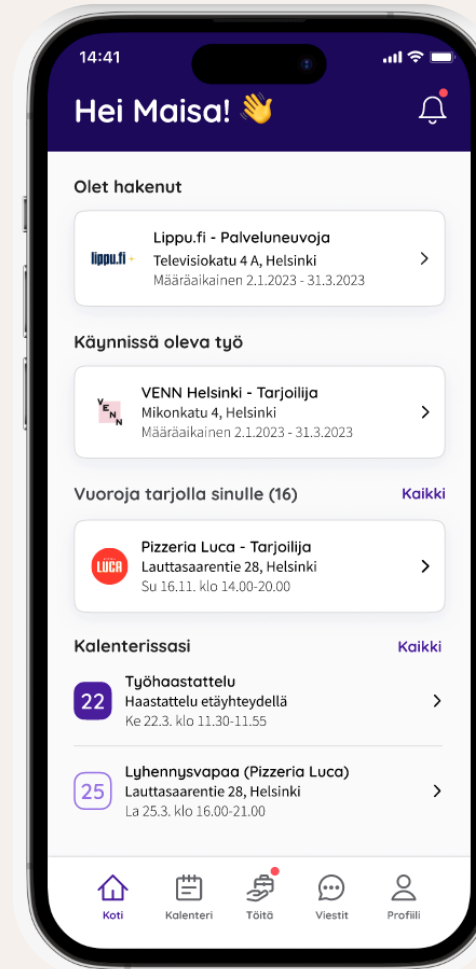 14:41
Hei Maisa! 👋
Olet hakenut
lippu.fi
Lippu.fi - Palveluneuvoja
Televisiokatu 4 A, Helsinki
Määräaikainen 2.1.2023 - 31.3.2023
Käynnissä oleva työ
VENN
VENN Helsinki - Tarjoilija
Mikonkatu 4, Helsinki
Määräaikainen 2.1.2023 - 31.3.2023
Vuoroja tarjolla sinulle (16)
Kaikki
LUCA
Pizzeria Luca - Tarjoilija
Lauttasaarentie 28, Helsinki
Su 16.11. klo 14.00-20.00
Kalenterissasi
Kaikki
22
Työhaastattelu
Haastattelu etäyhteydellä
Ke 22.3. klo 11.30-11.55
25
Lyhennysvapaa (Pizzeria Luca)
Lauttasaarentie 28, Helsinki
La 25.3. klo 16.00-21.00
Koti
Kalenteri
Töitä
Viestit
Profiili